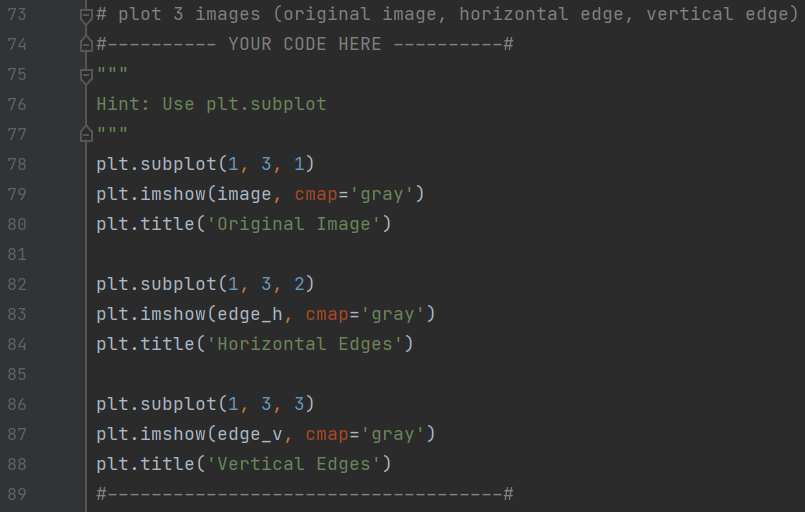 73 # plot 3 images (original image, horizontal edge, vertical edge)
74 #---------- YOUR CODE HERE ----------#
75 """
76 Hint: Use plt.subplot
77 """
78 plt.subplot(1, 3, 1)
79 plt.imshow(image, cmap='gray')
80 plt.title('Original Image')
81
82 plt.subplot(1, 3, 2)
83 plt.imshow(edge_h, cmap='gray')
84 plt.title('Horizontal Edges')
85
86 plt.subplot(1, 3, 3)
87 plt.imshow(edge_v, cmap='gray')
88 plt.title('Vertical Edges')
89 #------------------------------------#